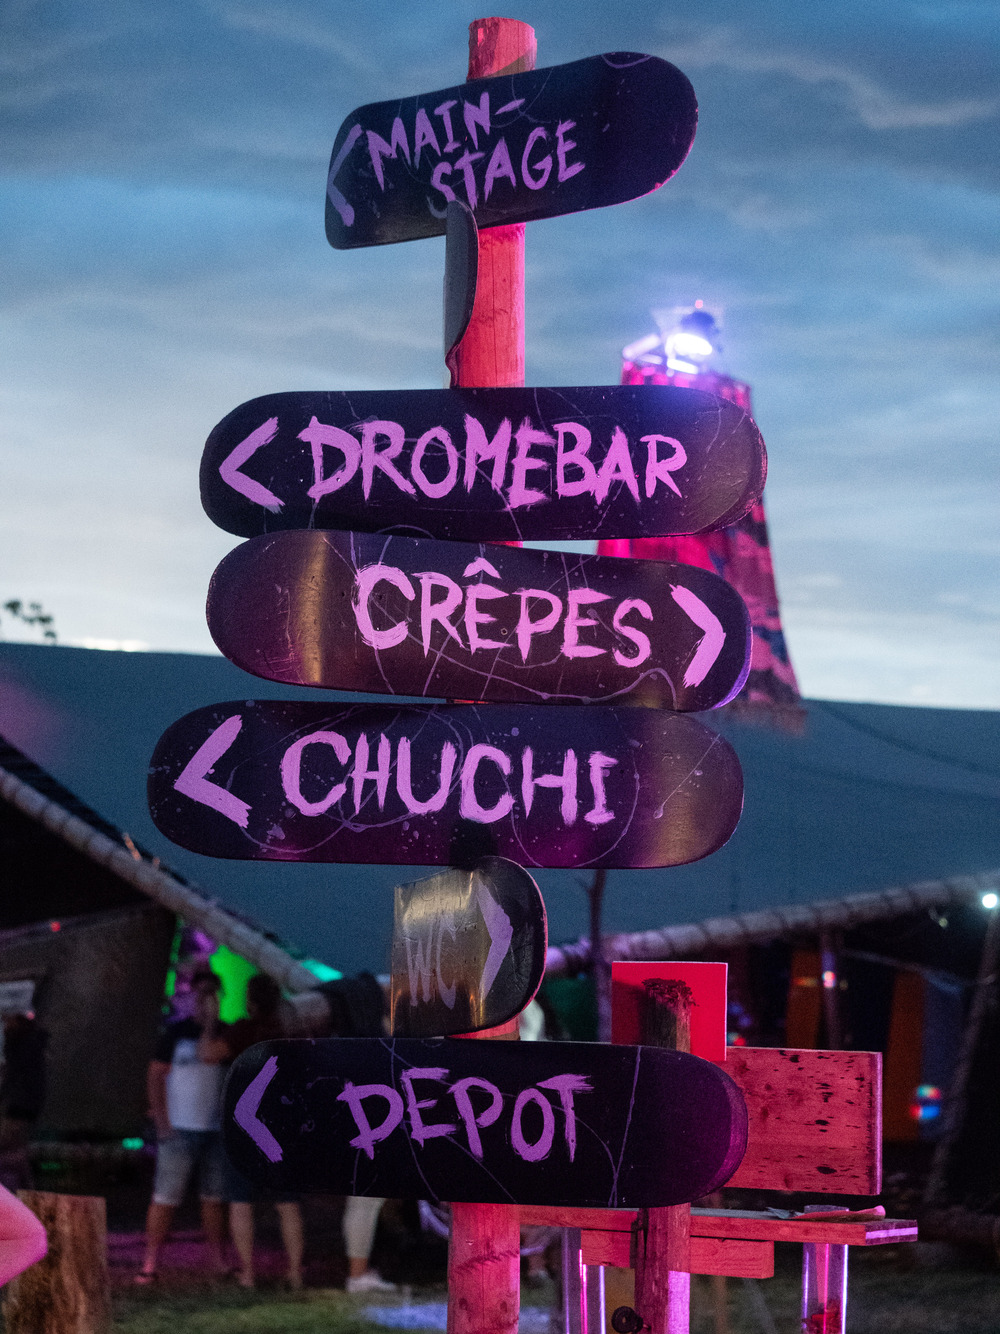 < MAIN-
STAGE
< DROMEBAR
CRÊPES >
< CHUCHI
WC >
< DEPOT